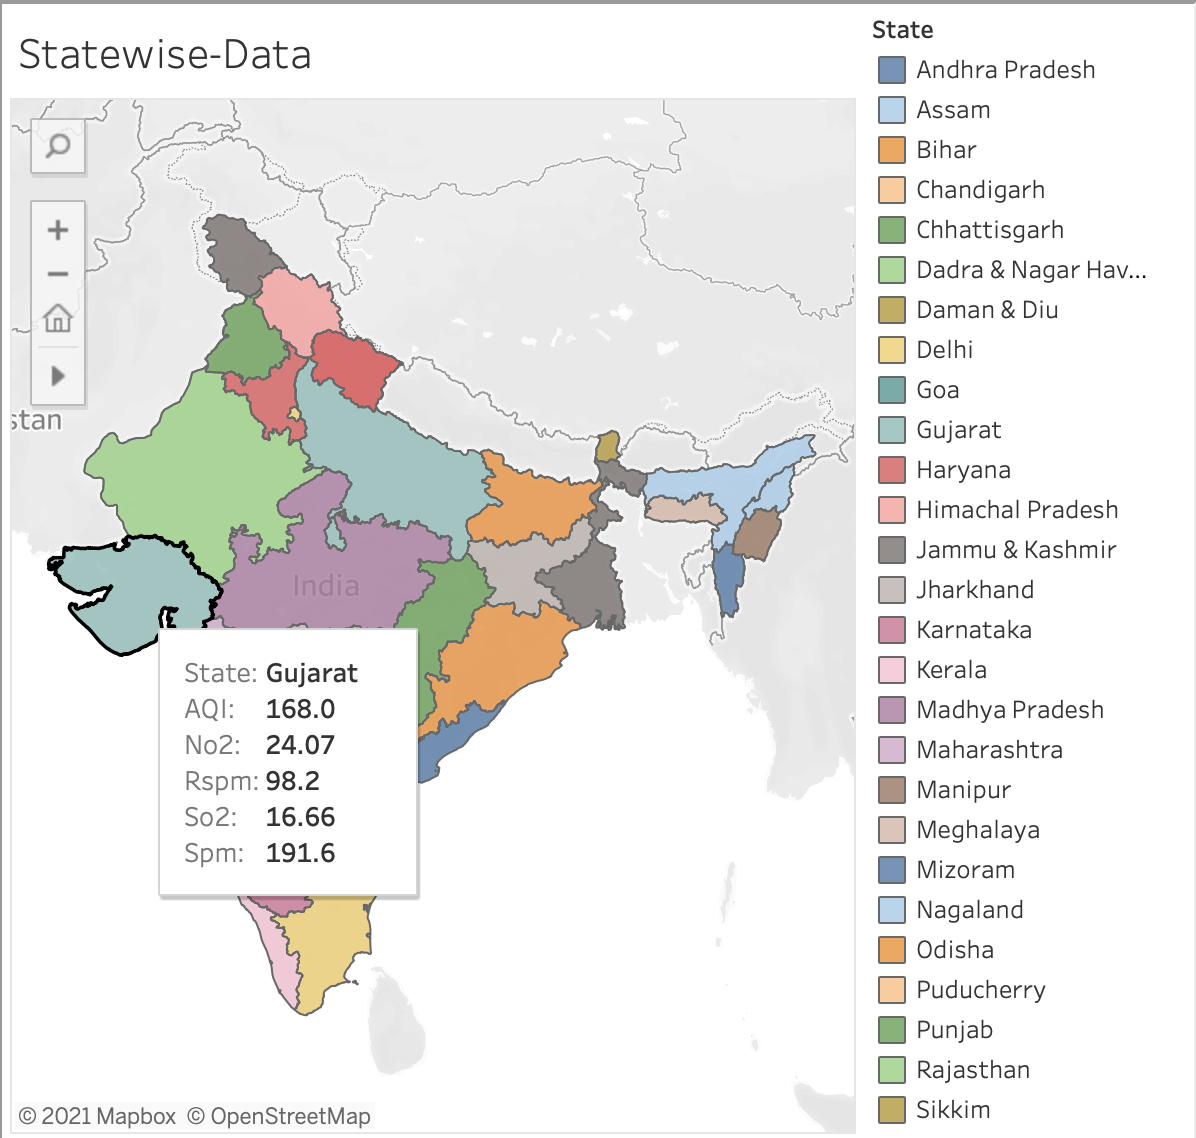 Statewise-Data
stan
India
State: Gujarat
AQI: 168.0
No2: 24.07
Rspm: 98.2
So2: 16.66
Spm: 191.6
© 2021 Mapbox © OpenStreetMap
State
Andhra Pradesh
Assam
Bihar
Chandigarh
Chhattisgarh
Dadra & Nagar Hav...
Daman & Diu
Delhi
Goa
Gujarat
Haryana
Himachal Pradesh
Jammu & Kashmir
Jharkhand
Karnataka
Kerala
Madhya Pradesh
Maharashtra
Manipur
Meghalaya
Mizoram
Nagaland
Odisha
Puducherry
Punjab
Rajasthan
Sikkim